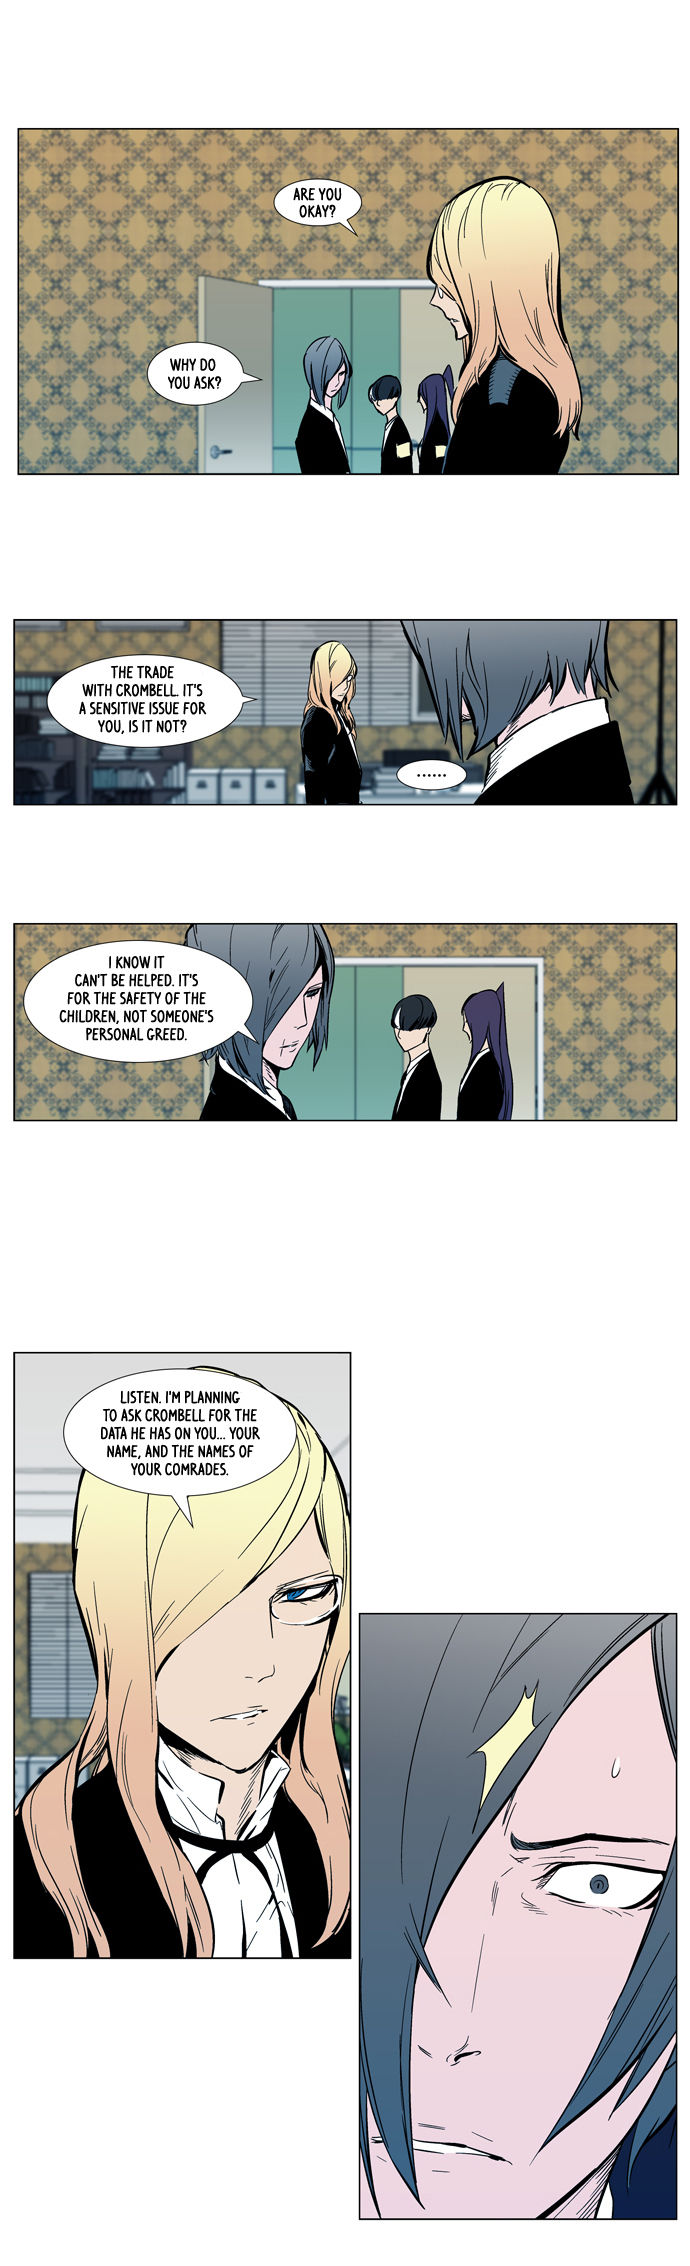 ARE YOU
OKAY?
WHY DO
YOU ASK?
THE TRADE
WITH CROMBELL. IT'S
A SENSITIVE ISSUE FOR
YOU, IS IT NOT?
......
I KNOW IT
CAN'T BE HELPED. IT'S
FOR THE SAFETY OF THE
CHILDREN, NOT SOMEONE'S
PERSONAL GREED.
LISTEN. I'M PLANNING
TO ASK CROMBELL FOR THE
DATA HE HAS ON YOU... YOUR
NAME, AND THE NAMES OF
YOUR COMRADES.